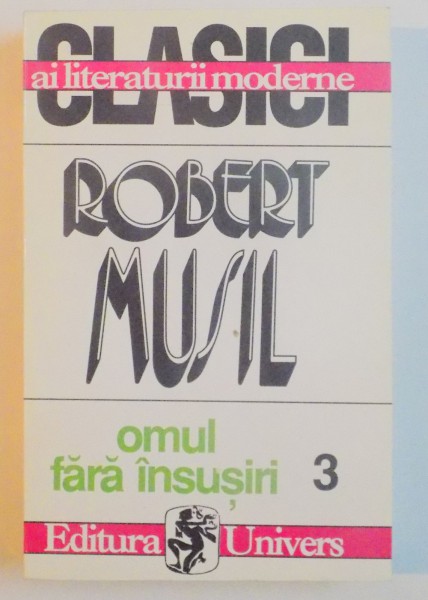 CLASICI
ai literaturii moderne
ROBERT
MUSIL
omul
fără însușiri 3
Editura Univers